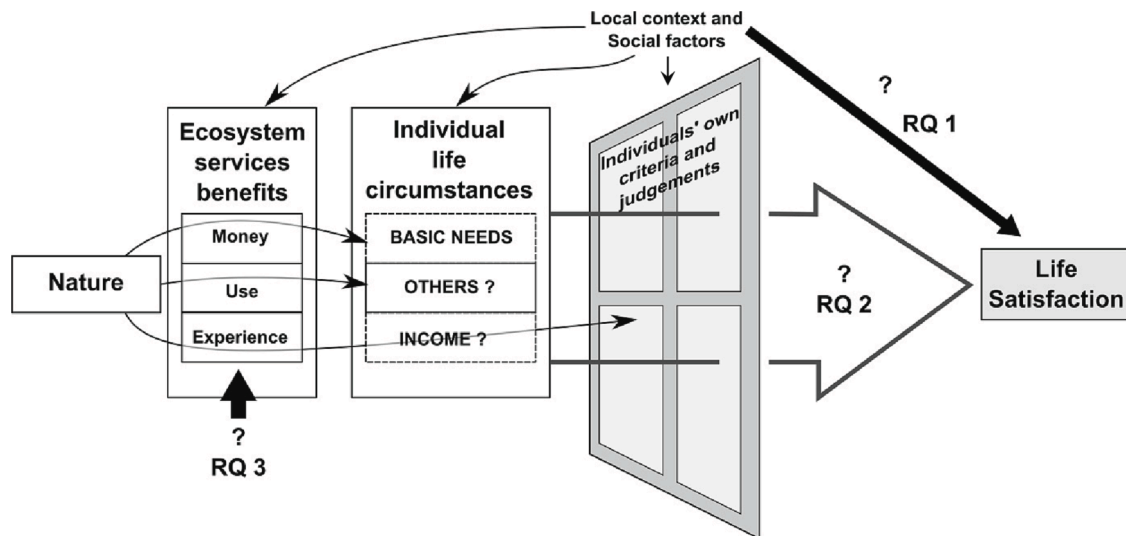 Local context and
Social factors
?
RQ 1
Ecosystem
services
benefits
Money
Use
Experience
Individual
life
circumstances
BASIC NEEDS
OTHERS ?
INCOME ?
Individuals' own
criteria and
judgements
Nature
?
RQ 2
Life
Satisfaction
?
RQ 3